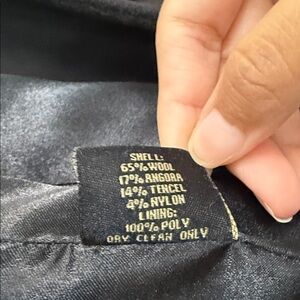 SHELL:
65% WOOL
17% ANGORA
14% TENCEL
4% NYLON
LINING:
100% POLY
DRY CLEAN ONLY